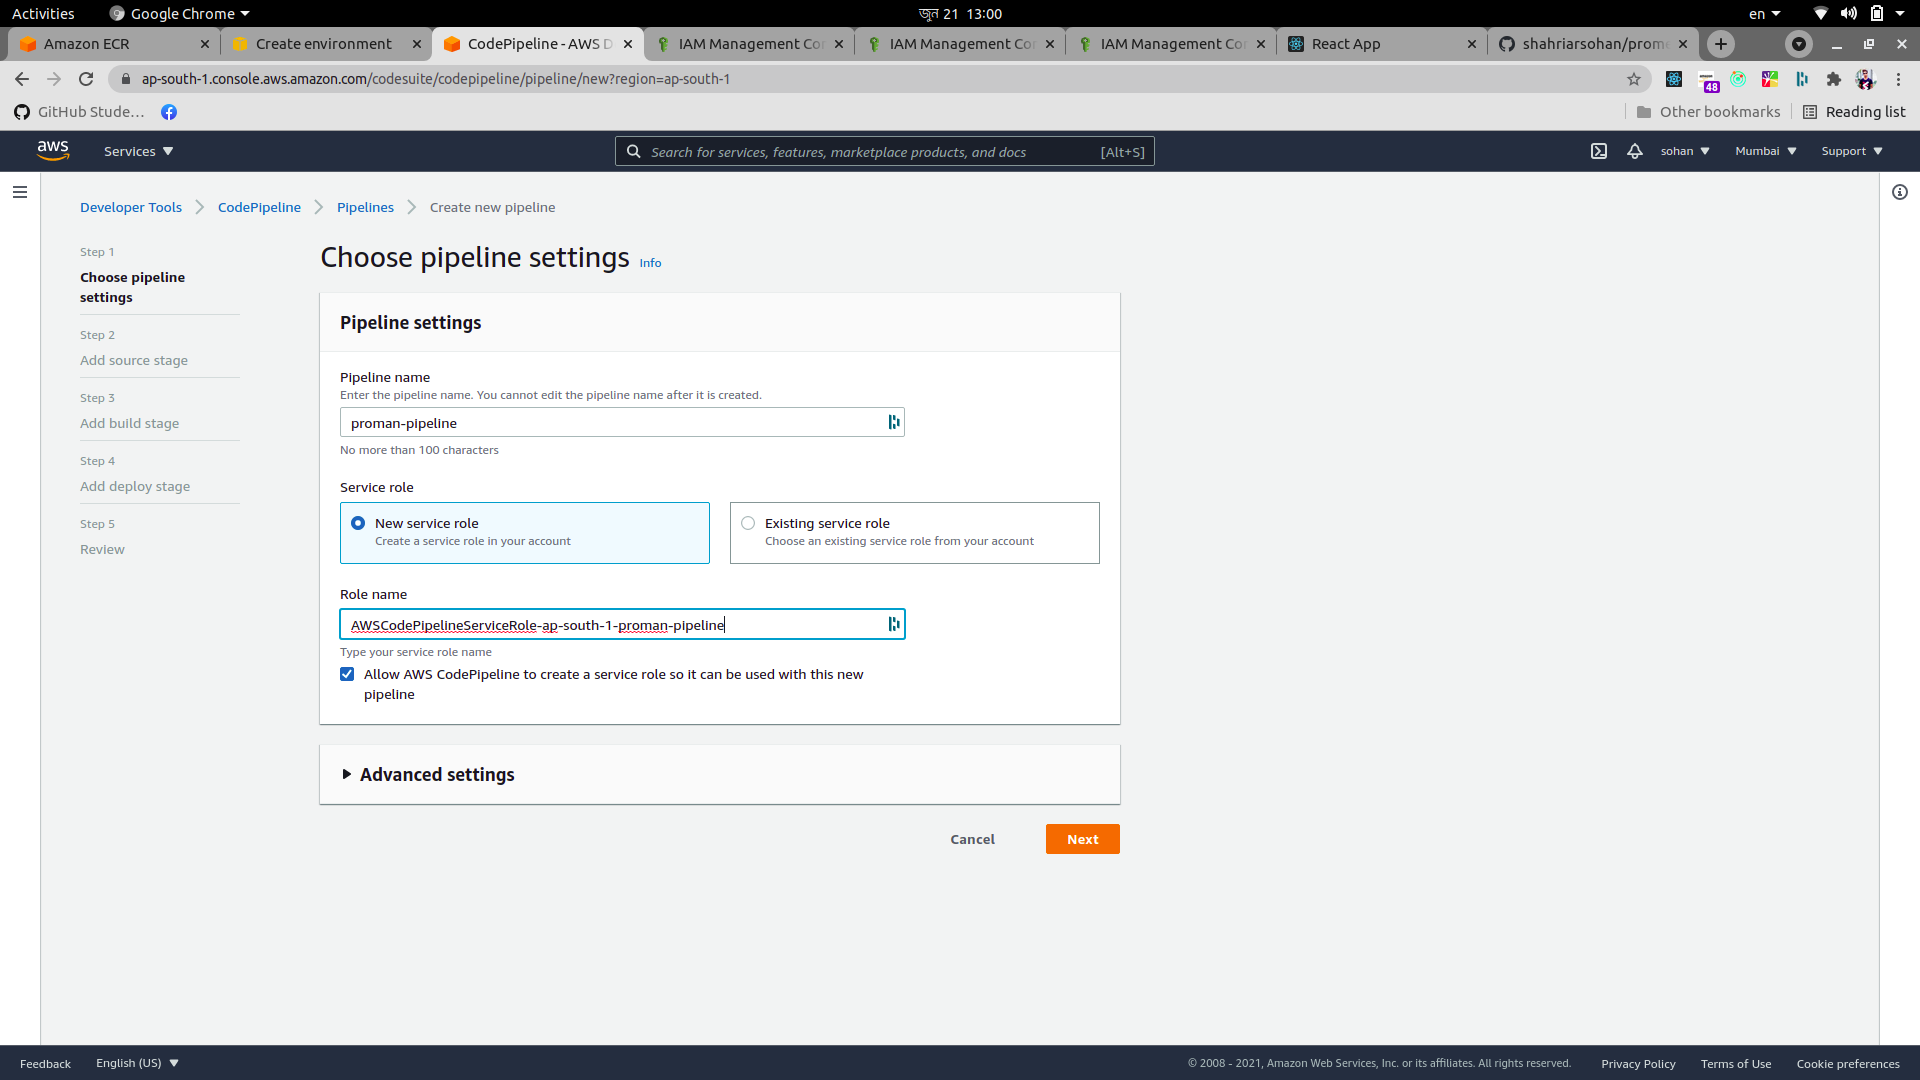 Activities
Google Chrome
জুন 21 13:00
en
Amazon ECR
Create environment
CodePipeline - AWS D
IAM Management Co
IAM Management Co
IAM Management Co
React App
shahriarsohan/prom
ap-south-1.console.aws.amazon.com/codesuite/codepipeline/pipeline/new?region=ap-south-1
48
GitHub Stude...
Other bookmarks
Reading list
aws
Services
Search for services, features, marketplace products, and docs
[Alt+S]
sohan
Mumbai
Support
Developer Tools
CodePipeline
Pipelines
Create new pipeline
Step 1
Choose pipeline
settings
Step 2
Add source stage
Step 3
Add build stage
Step 4
Add deploy stage
Step 5
Review
Choose pipeline settings
Info
Pipeline settings
Pipeline name
Enter the pipeline name. You cannot edit the pipeline name after it is created.
proman-pipeline
No more than 100 characters
Service role
New service role
Create a service role in your account
Existing service role
Choose an existing service role from your account
Role name
AWSCodePipelineServiceRole-ap-south-1-proman-pipeline
Type your service role name
Allow AWS CodePipeline to create a service role so it can be used with this new
pipeline
Advanced settings
Cancel
Next
Feedback
English (US)
© 2008 - 2021, Amazon Web Services, Inc. or its affiliates. All rights reserved.
Privacy Policy
Terms of Use
Cookie preferences